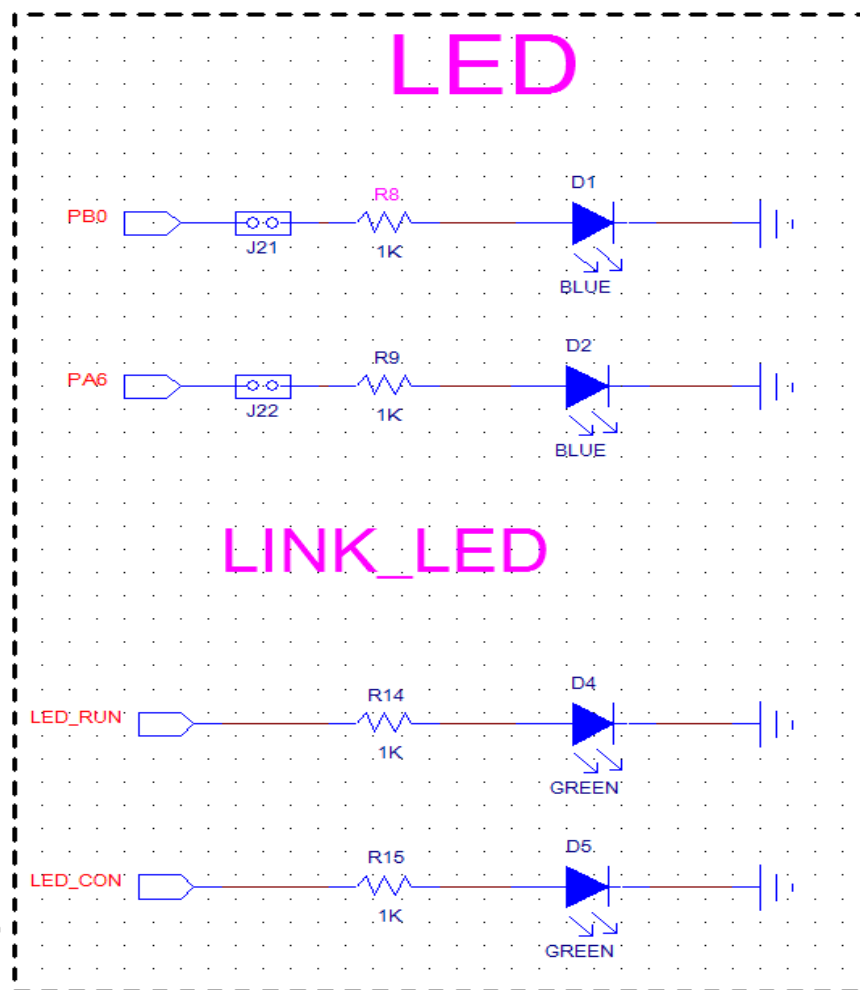 LED
D1
PB0
R8
J21
1K
BLUE
D2
PA6
R9
J22
1K
BLUE
LINK_LED
D4
LED_RUN
R14
1K
GREEN
D5
LED_CON
R15
1K
GREEN